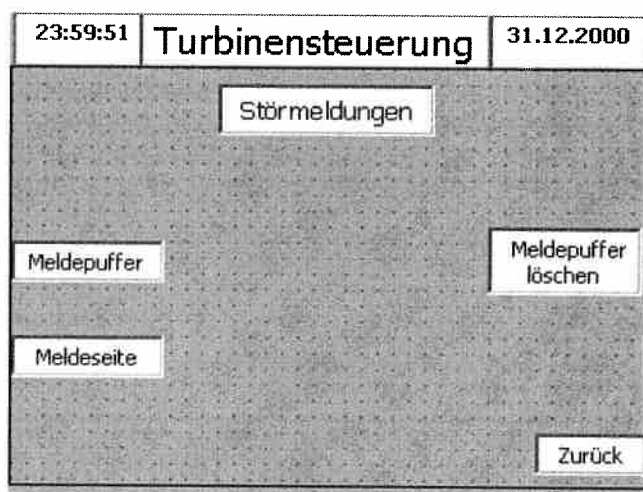 23:59:51 Turbinensteuerung 31.12.2000
Störmeldungen
Meldepuffer
Meldepuffer
löschen
Meldeseite
Zurück